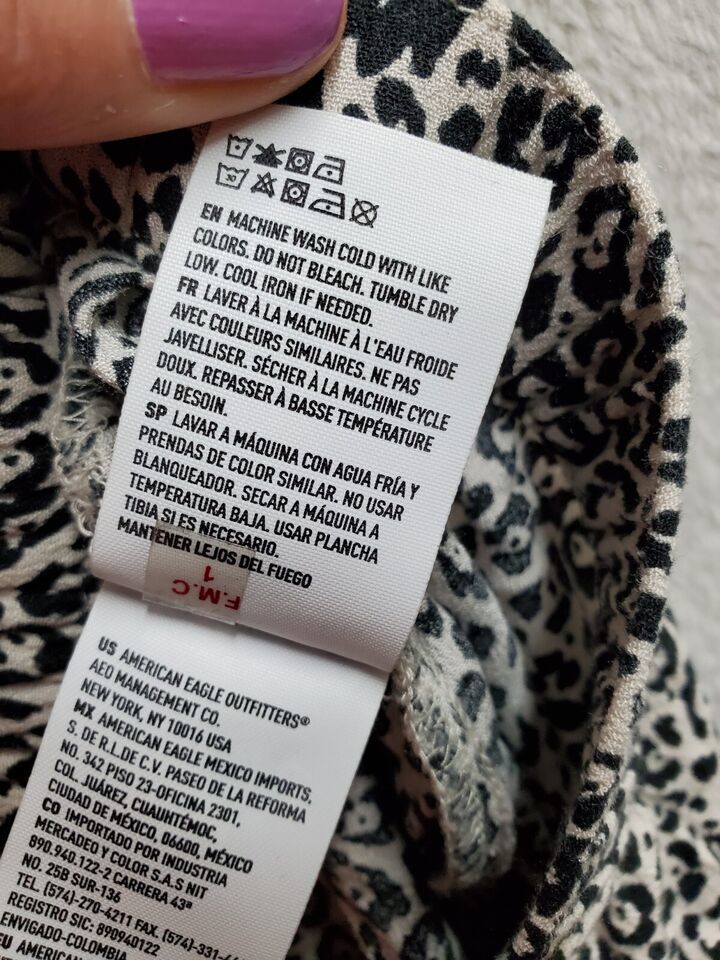 30
EN MACHINE WASH COLD WITH LIKE
COLORS. DO NOT BLEACH. TUMBLE DRY
LOW. COOL IRON IF NEEDED.
FR LAVER À LA MACHINE À L'EAU FROIDE
AVEC COULEURS SIMILAIRES. NE PAS
JAVELLISER. SÉCHER À LA MACHINE CYCLE
DOUX. REPASSER À BASSE TEMPÉRATURE
AU BESOIN.
SP LAVAR A MÁQUINA CON AGUA FRÍA Y
PRENDAS DE COLOR SIMILAR. NO USAR
BLANQUEADOR. SECAR A MÁQUINA A
TEMPERATURA BAJA. USAR PLANCHA
TIBIA SI ES NECESARIO.
MANTENER LEJOS DEL FUEGO
F.M.C
1
US AMERICAN EAGLE OUTFITTERS®
AEO MANAGEMENT CO.
NEW YORK, NY 10016 USA
MX AMERICAN EAGLE MEXICO IMPORTS,
S. DE R.L.DE C.V. PASEO DE LA REFORMA
NO. 342 PISO 23-OFICINA 2301,
COL. JUÁREZ, CUAUHTÉMOC,
CIUDAD DE MÉXICO, 06600, MÉXICO
CO IMPORTADO POR INDUSTRIA
MERCADEO Y COLOR S.A.S NIT
890.940.122-2 CARRERA 43ª
NO. 25B SUR-136
TEL. (574)-270-4211 FAX. (574)-331-
REGISTRO SIC: 890940122
ENVIGADO-COLOMBIA
EU AMERICAN